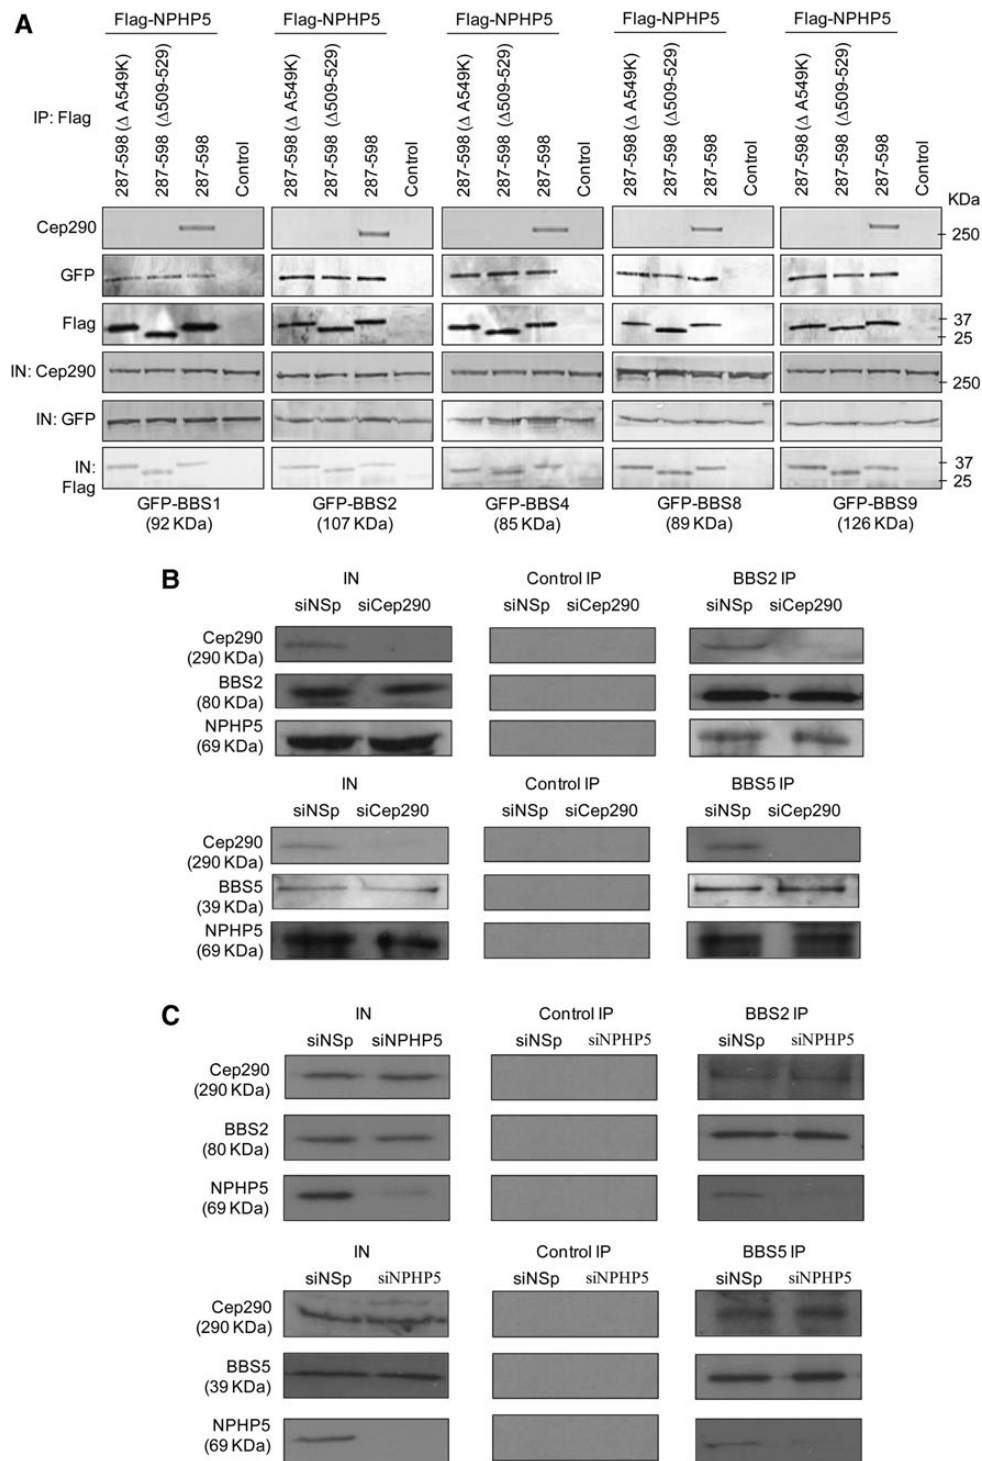 A
Flag-NPHP5 Flag-NPHP5 Flag-NPHP5 Flag-NPHP5 Flag-NPHP5
IP: Flag
287-598 (Δ A549K) 287-598 (Δ509-529) 287-598 Control 287-598 (Δ A549K) 287-598 (Δ509-529) 287-598 Control 287-598 (Δ A549K) 287-598 (Δ509-529) 287-598 Control 287-598 (Δ A549K) 287-598 (Δ509-529) 287-598 Control 287-598 (Δ A549K) 287-598 (Δ509-529) 287-598 Control
KDa
Cep290 250
GFP
Flag 37
25
IN: Cep290 250
IN: GFP
IN: 37
Flag 25
GFP-BBS1 GFP-BBS2 GFP-BBS4 GFP-BBS8 GFP-BBS9
(92 KDa) (107 KDa) (85 KDa) (89 KDa) (126 KDa)
B
IN Control IP BBS2 IP
siNSp siCep290 siNSp siCep290 siNSp siCep290
Cep290
(290 KDa)
BBS2
(80 KDa)
NPHP5
(69 KDa)
IN Control IP BBS5 IP
siNSp siCep290 siNSp siCep290 siNSp siCep290
Cep290
(290 KDa)
BBS5
(39 KDa)
NPHP5
(69 KDa)
C
IN Control IP BBS2 IP
siNSp siNPHP5 siNSp siNPHP5 siNSp siNPHP5
Cep290
(290 KDa)
BBS2
(80 KDa)
NPHP5
(69 KDa)
IN Control IP BBS5 IP
siNSp siNPHP5 siNSp siNPHP5 siNSp siNPHP5
Cep290
(290 KDa)
BBS5
(39 KDa)
NPHP5
(69 KDa)